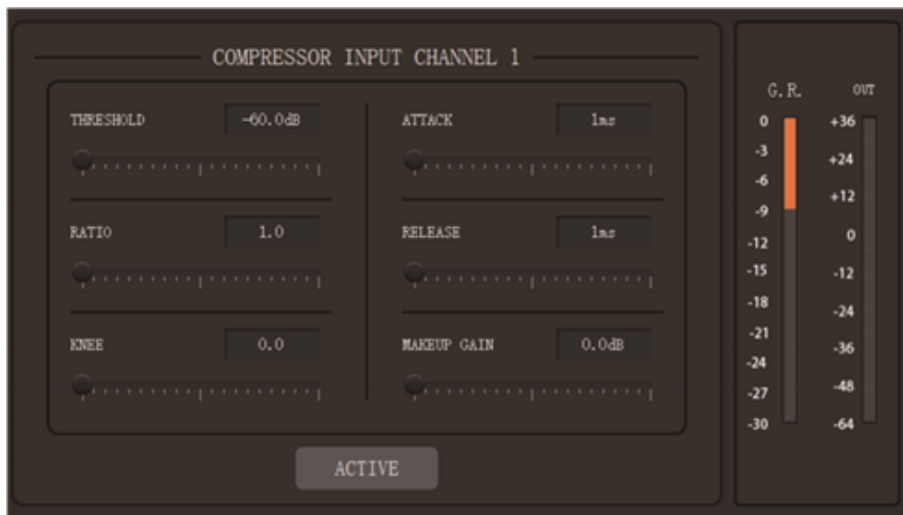 COMPRESSOR INPUT CHANNEL 1
THRESHOLD -60.0dB
ATTACK 1ms
RATIO 1.0
RELEASE 1ms
KNEE 0.0
MAKEUP GAIN 0.0dB
ACTIVE
G.R. OUT
0 +36
-3 +24
-6 +12
-9 0
-12 -12
-15 -24
-18 -36
-21 -48
-24 -64
-27
-30